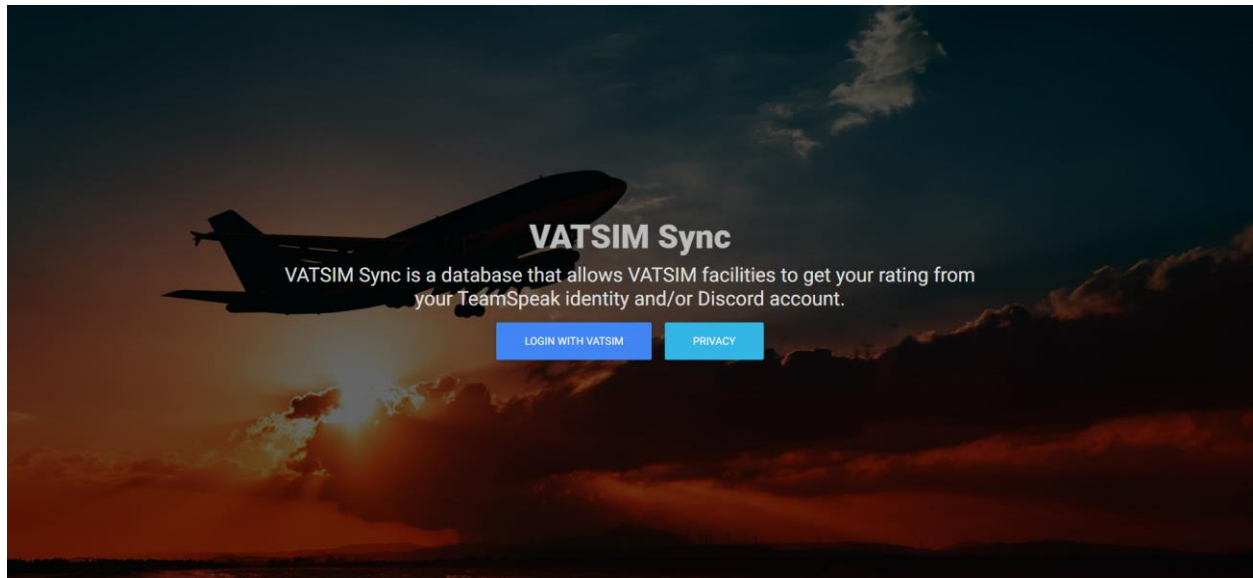 VATSIM Sync
VATSIM Sync is a database that allows VATSIM facilities to get your rating from
your TeamSpeak identity and/or Discord account.
LOGIN WITH VATSIM PRIVACY